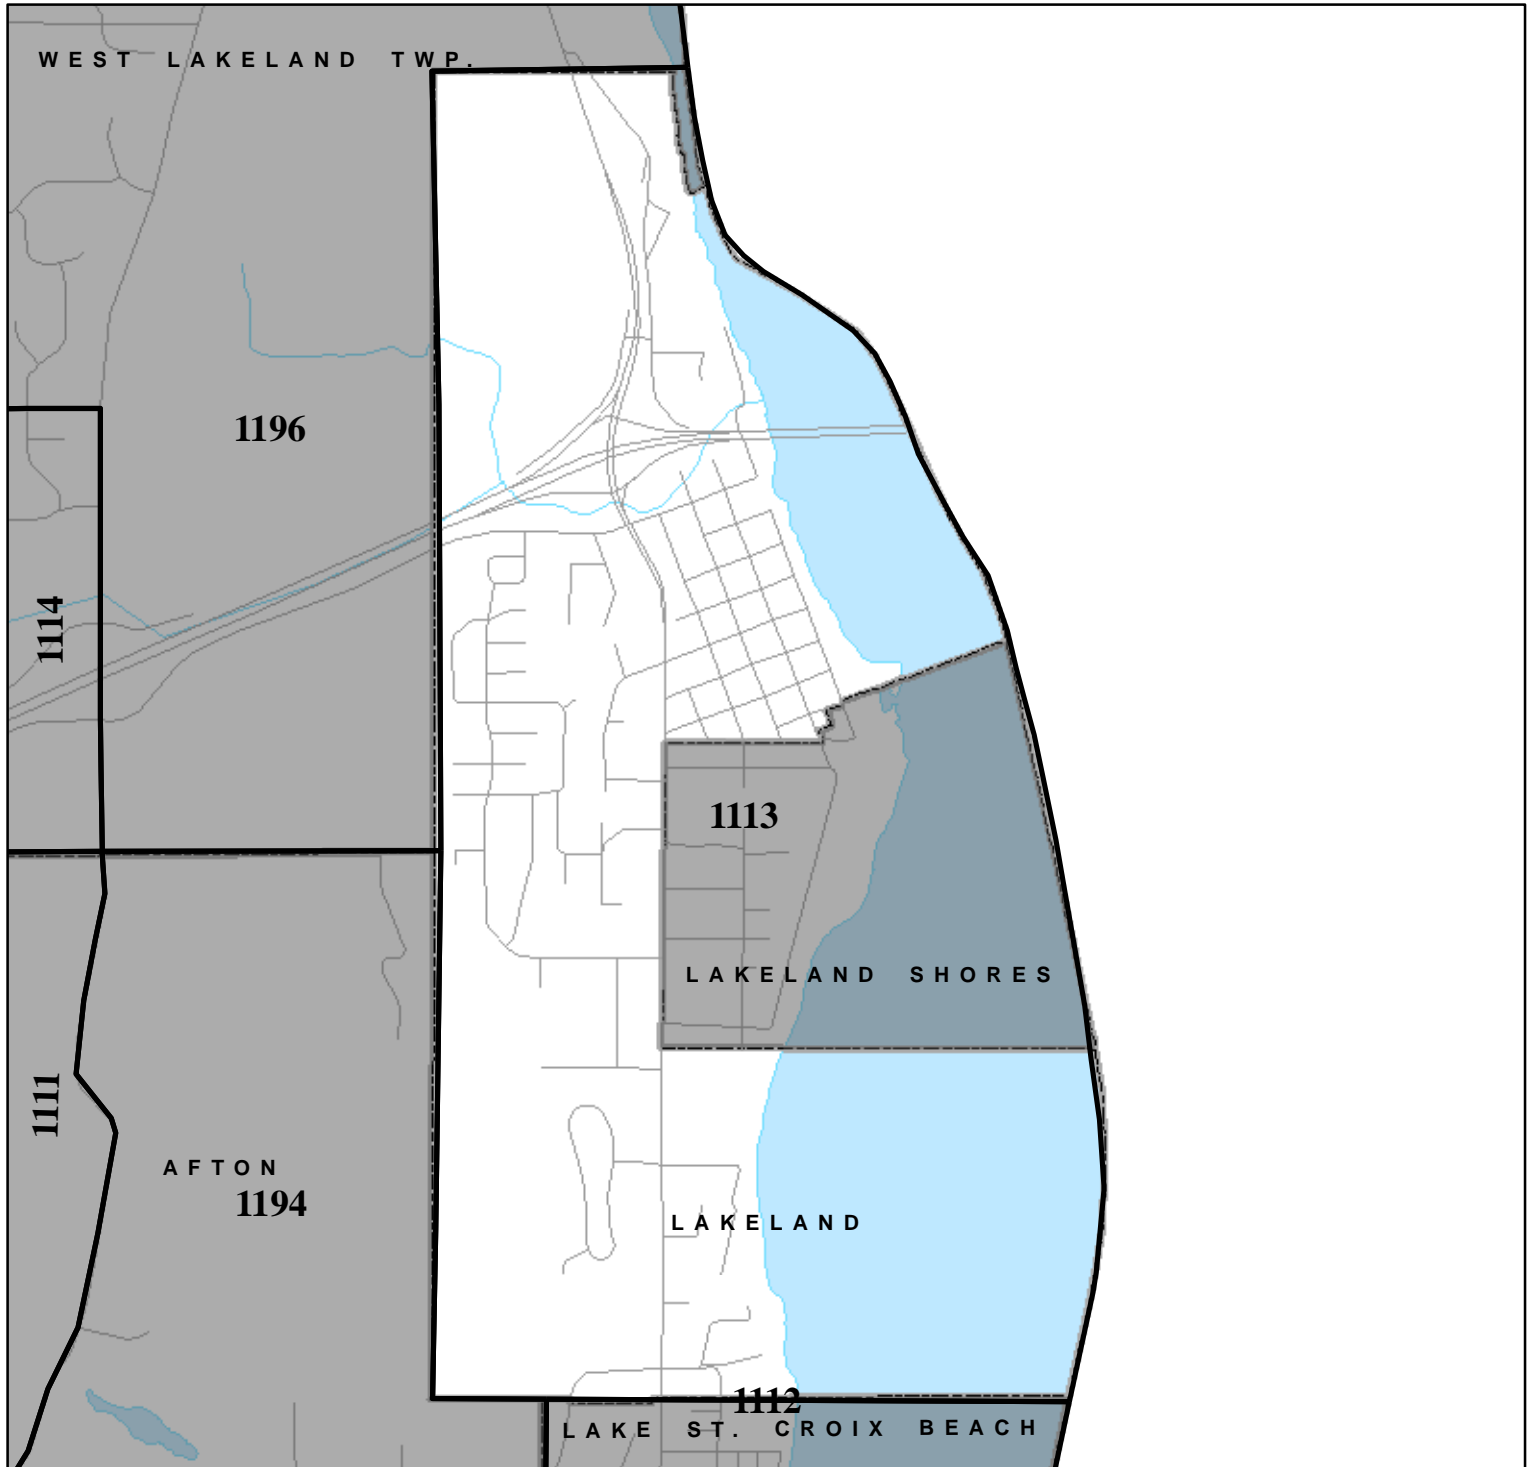 WEST LAKELAND TWP.
1196
1114
1113
LAKELAND SHORES
1111
AFTON
1194
LAKELAND
1112
LAKE ST. CROIX BEACH